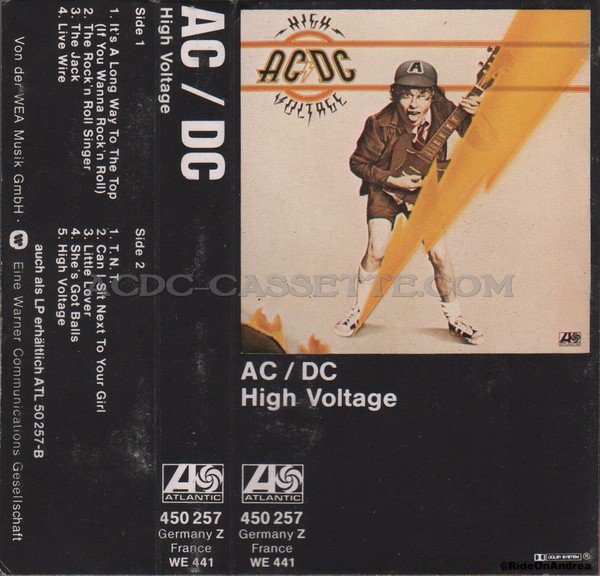 Von der WEA Musik GmbH · Eine Warner Communications Gesellschaft
auch als LP erhältlich ATL 50257-B
Side 1
1. It's A Long Way To The Top
(If You Wanna Rock'n Roll)
2. The Rock'n Roll Singer
3. The Jack
4. Live Wire
Side 2
1. T.N.T.
2. Can I Sit Next To Your Girl
3. Little Lover
4. She's Got Balls
5. High Voltage
AC / DC
High Voltage
ATLANTIC
450 257
Germany Z
France
WE 441
HIGH
AC DC
VOLTAGE
A
AC / DC
High Voltage
ATLANTIC
450 257
Germany Z
France
WE 441
DOLBY SYSTEM ®
ACDC-CASSETTE.COM
@RideOnAndrea